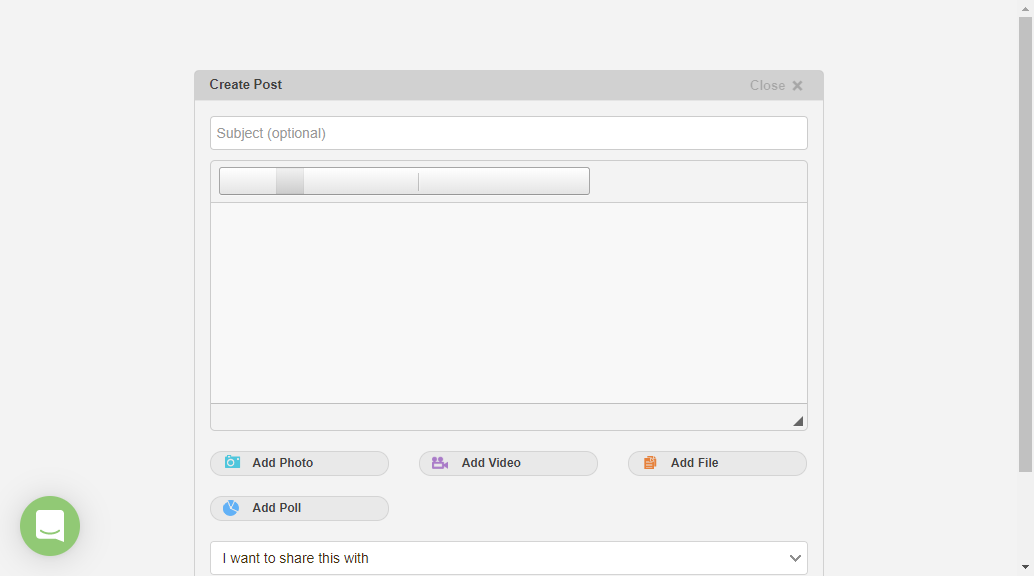 Create Post
Close
Subject (optional)
Add Photo
Add Video
Add File
Add Poll
I want to share this with